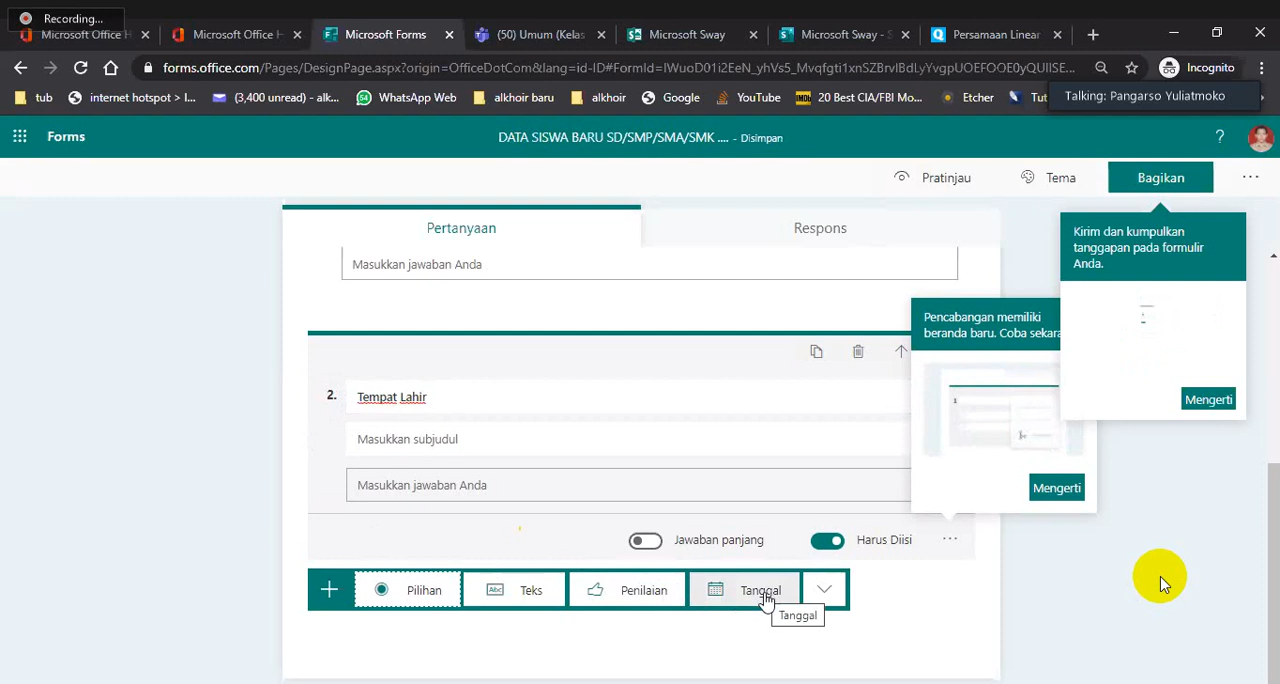 Recording...
Microsoft Office H
Microsoft Office H
Microsoft Forms
(50) Umum (Kelas
Microsoft Sway
Microsoft Sway - S
Persamaan Linear
forms.office.com/Pages/DesignPage.aspx?origin=OfficeDotCom&lang=id-ID#FormId=
Incognito
tub
internet hotspot > I...
(3,400 unread) - alk...
WhatsApp Web
alkhoir baru
alkhoir
Google
YouTube
20 Best CIA/FBI Mo...
Etcher
Tut
Talking: Pangarso Yuliatmoko
Forms
DATA SISWA BARU SD/SMP/SMA/SMK .... - Disimpan
?
Pratinjau
Tema
Bagikan
Pertanyaan
Respons
Kirim dan kumpulkan
tanggapan pada formulir
Anda.
Masukkan jawaban Anda
Pencabangan memiliki
beranda baru. Coba sekara
2.
Tempat Lahir
Mengerti
Masukkan subjudul
Masukkan jawaban Anda
Mengerti
Jawaban panjang
Harus Diisi
Pilihan
Abc
Teks
Penilaian
Tanggal
Tanggal